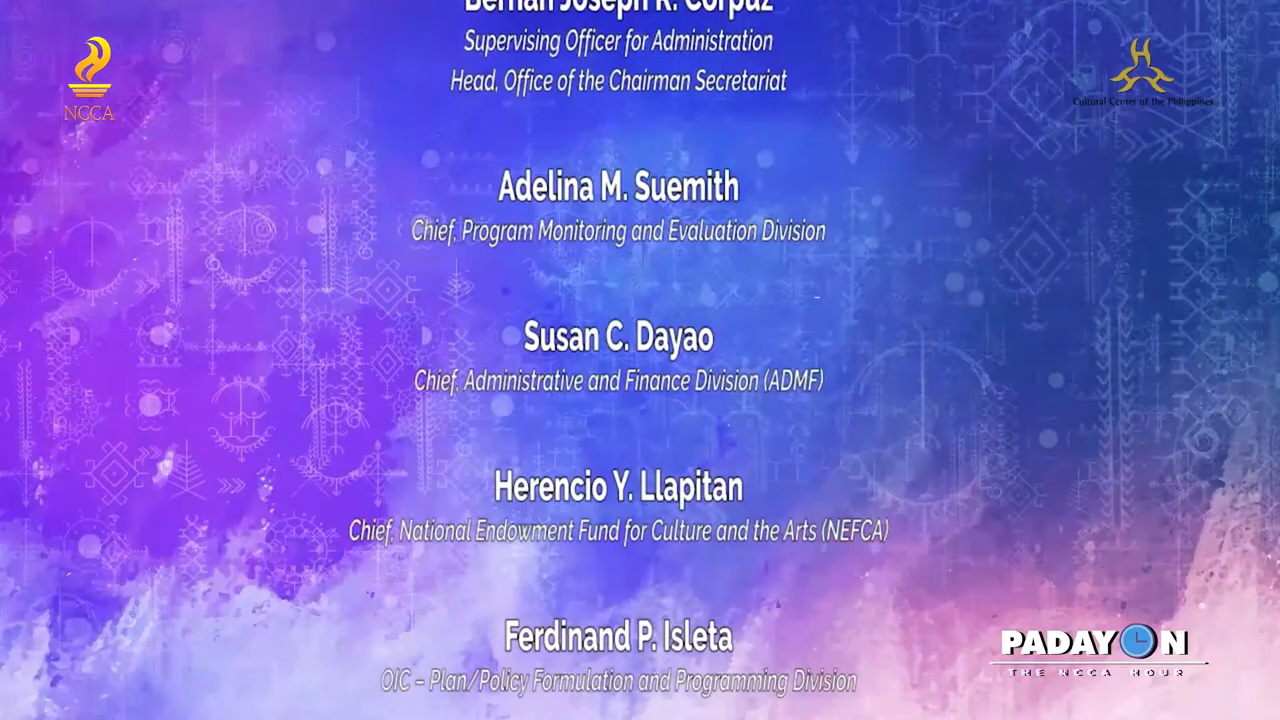 Bernan Joseph R. Corpuz
Supervising Officer for Administration
Head, Office of the Chairman Secretariat
NCCA
Cultural Center of the Philippines
Adelina M. Suemith
Chief, Program Monitoring and Evaluation Division
Susan C. Dayao
Chief, Administrative and Finance Division (ADMF)
Herencio Y. Llapitan
Chief, National Endowment Fund for Culture and the Arts (NEFCA)
Ferdinand P. Isleta
OIC – Plan/Policy Formulation and Programming Division
PADAYON
THE NCCA HOUR